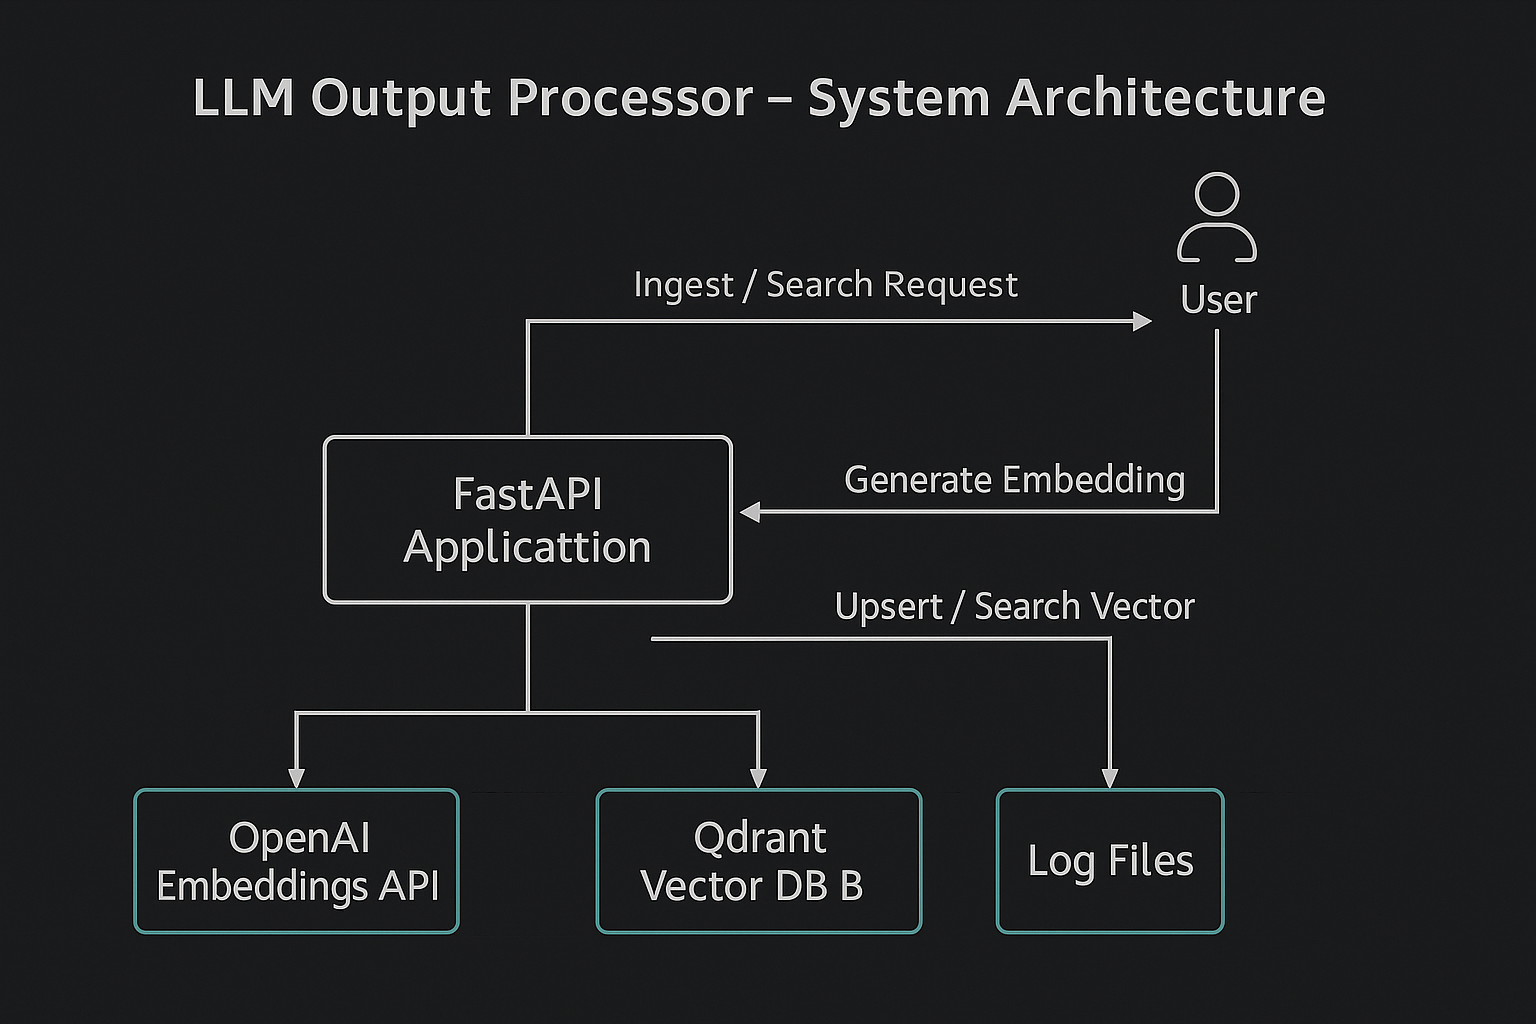 LLM Output Processor – System Architecture
Ingest / Search Request
User
Generate Embedding
FastAPI
Applicattion
Upsert / Search Vector
OpenAI
Embeddings API
Qdrant
Vector DB B
Log Files